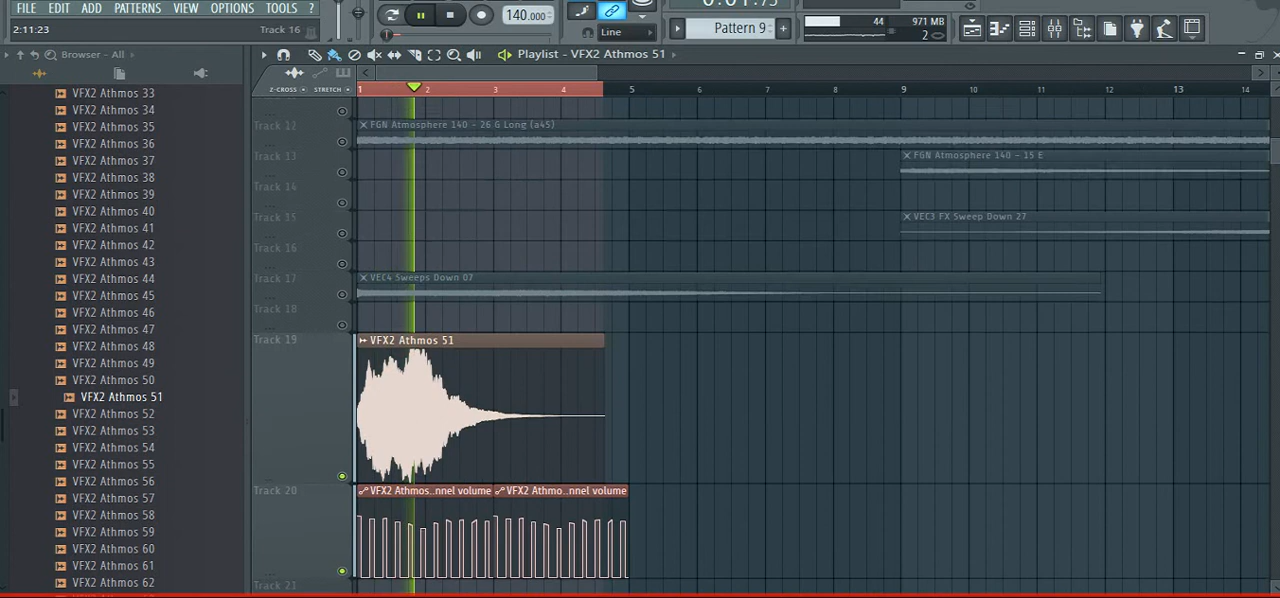 FILE EDIT ADD PATTERNS VIEW OPTIONS TOOLS ?
140.000
Pattern 9
44
971 MB
2
Line
2:11:23
Track 16
Browser - All
Playlist - VFX2 Athmos 51
Z-CROSS
STRETCH
1 2 3 4 5 6 7 8 9 10 11 12 13 14
VFX2 Athmos 33
VFX2 Athmos 34
VFX2 Athmos 35
VFX2 Athmos 36
VFX2 Athmos 37
VFX2 Athmos 38
VFX2 Athmos 39
VFX2 Athmos 40
VFX2 Athmos 41
VFX2 Athmos 42
VFX2 Athmos 43
VFX2 Athmos 44
VFX2 Athmos 45
VFX2 Athmos 46
VFX2 Athmos 47
VFX2 Athmos 48
VFX2 Athmos 49
VFX2 Athmos 50
VFX2 Athmos 51
VFX2 Athmos 52
VFX2 Athmos 53
VFX2 Athmos 54
VFX2 Athmos 55
VFX2 Athmos 56
VFX2 Athmos 57
VFX2 Athmos 58
VFX2 Athmos 59
VFX2 Athmos 60
VFX2 Athmos 61
VFX2 Athmos 62
Track 12
FGN Atmosphere 140 - 26 G Long (a45)
Track 13
FGN Atmosphere 140 - 15 E
Track 14
Track 15
VEC3 FX Sweep Down 27
Track 16
Track 17
VEC4 Sweeps Down 07
Track 18
Track 19
VFX2 Athmos 51
Track 20
VFX2 Athmos..nnel volume
VFX2 Athmo..nnel volume
Track 21